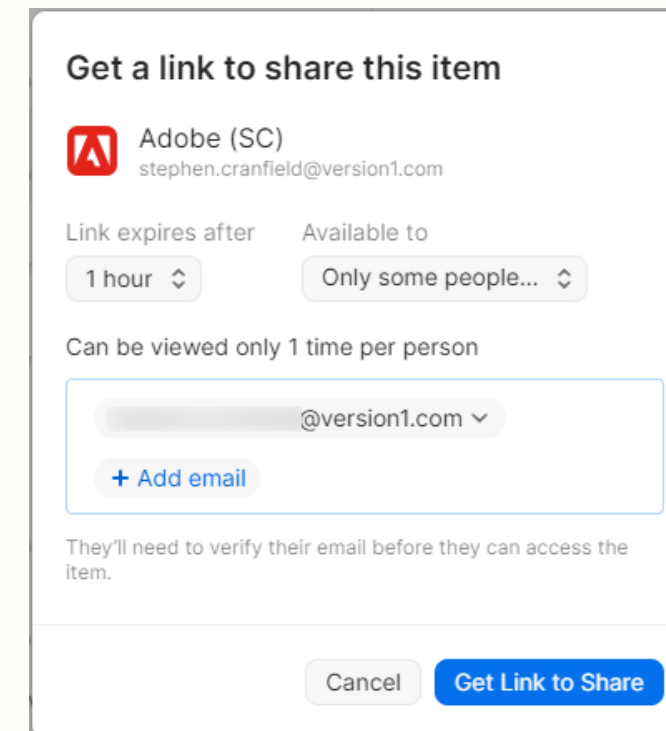 Get a link to share this item
Adobe (SC)
stephen.cranfield@version1.com
Link expires after Available to
1 hour Only some people...
Can be viewed only 1 time per person
@version1.com
+ Add email
They'll need to verify their email before they can access the
item.
Cancel Get Link to Share